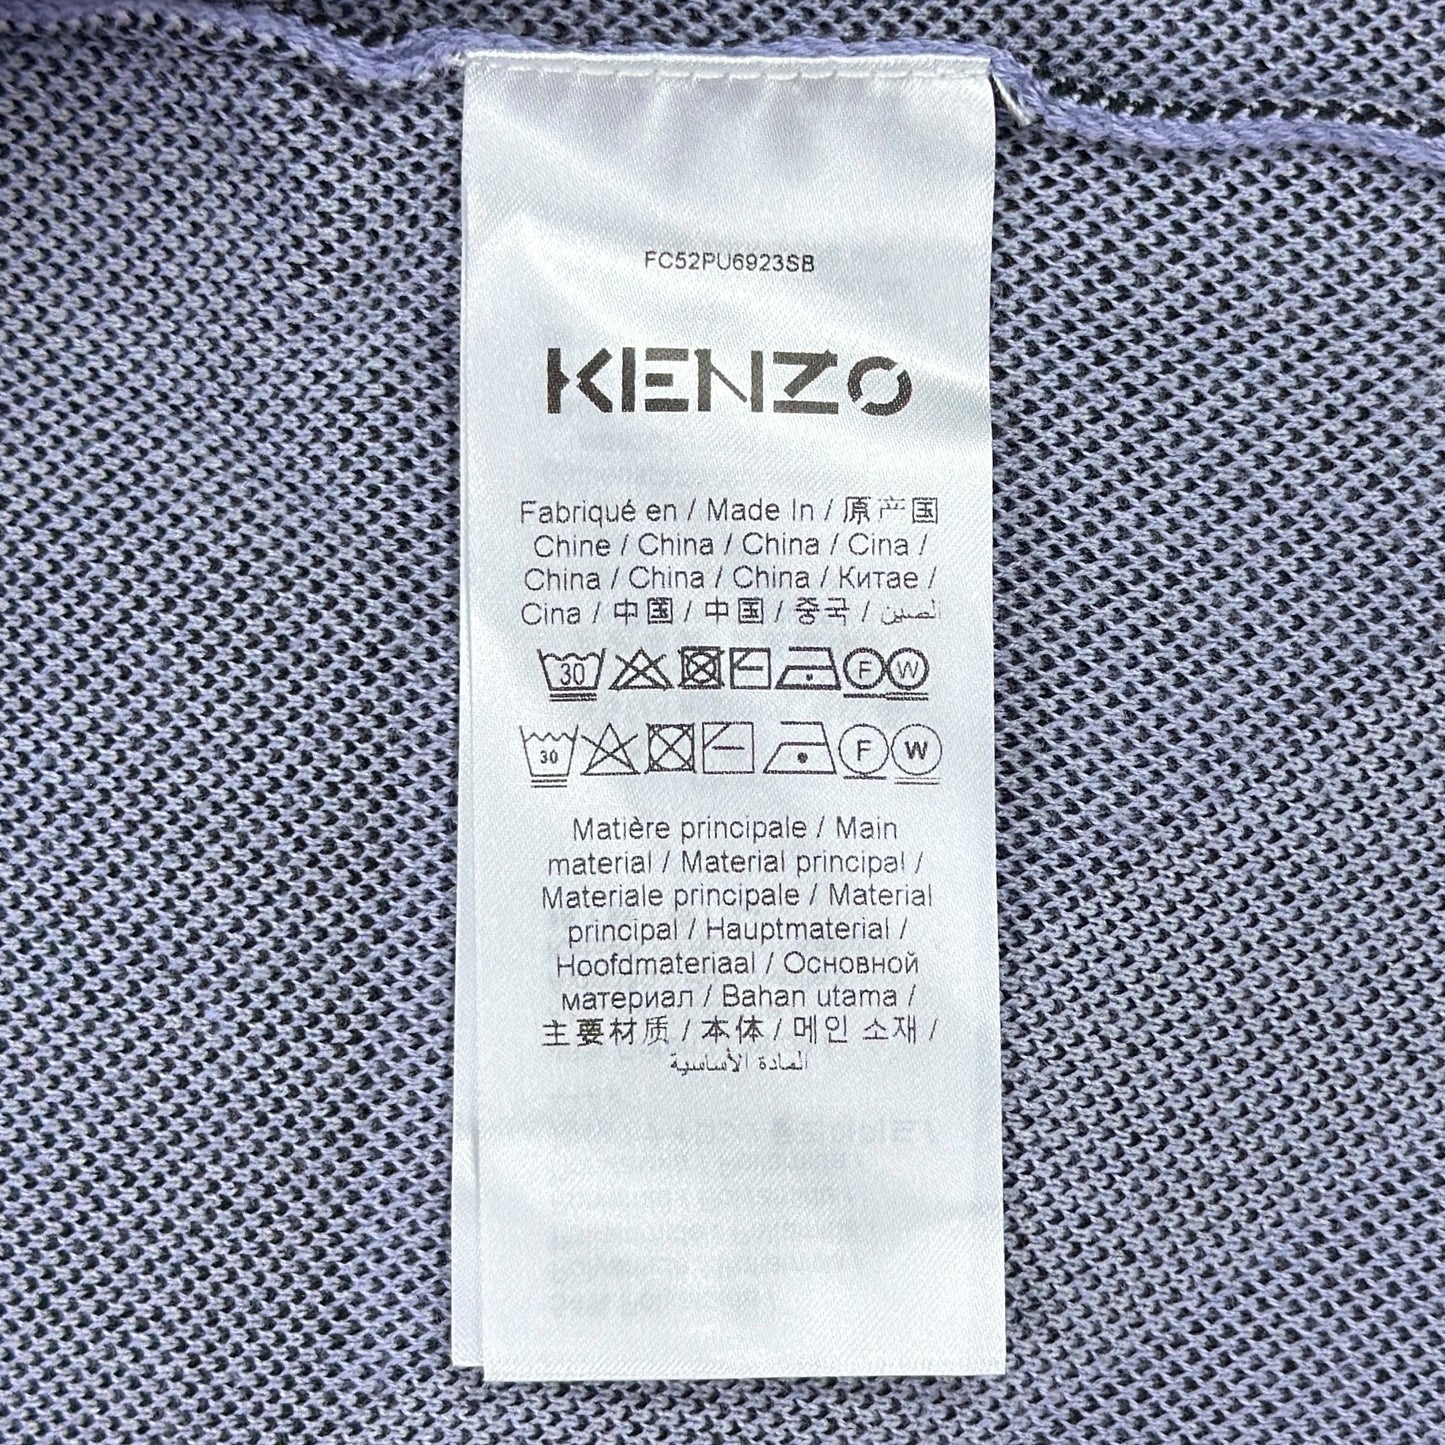 FC52PU6923SB
KENZO
Fabriqué en / Made In / 原产国
Chine / China / China / Cina /
China / China / China / Китае /
Cina / 中国 / 中国 / 중국 / الصين
30 F W
30 F W
Matière principale / Main
material / Material principal /
Materiale principale / Material
principal / Hauptmaterial /
Hoofdmateriaal / Основной
материал / Bahan utama /
主要材质 / 本体 / 메인 소재 /
المادة الأساسية